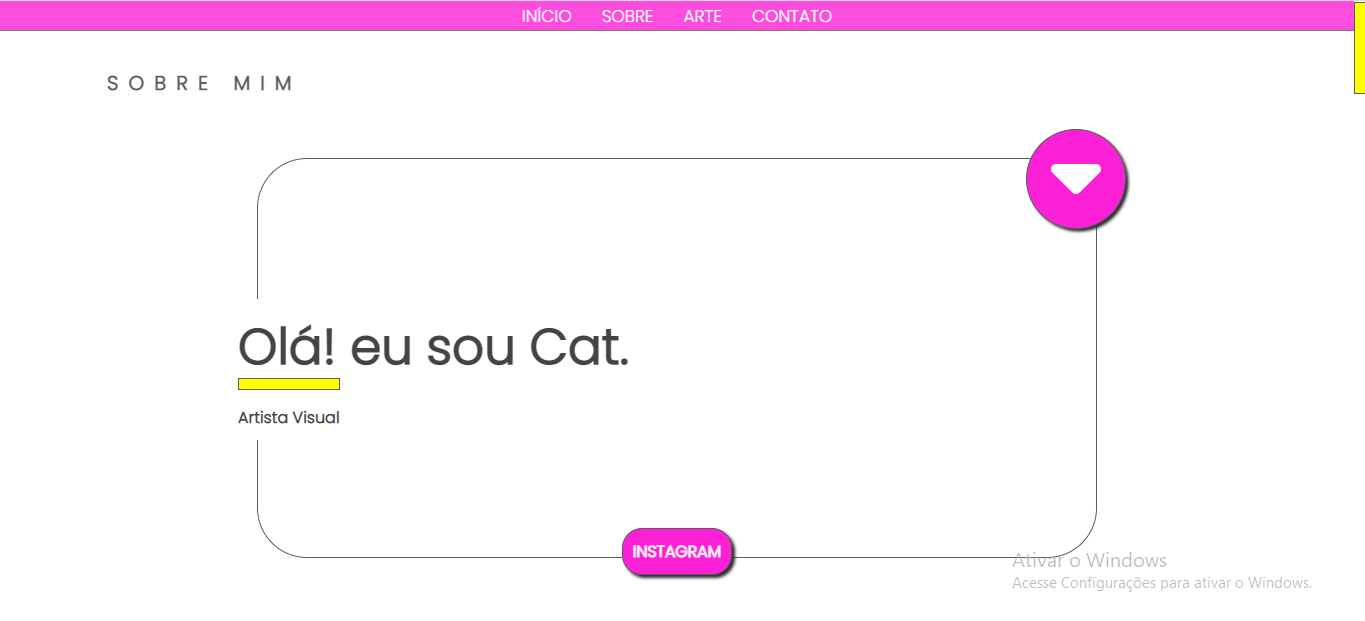 INÍCIO SOBRE ARTE CONTATO
SOBRE MIM
Olá! eu sou Cat.
Artista Visual
INSTAGRAM
Ativar o Windows
Acesse Configurações para ativar o Windows.